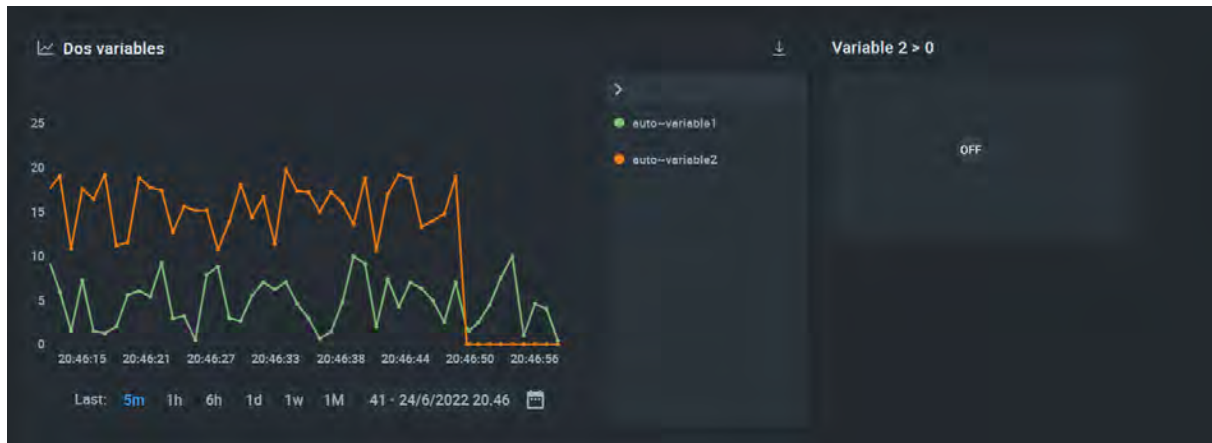 Dos variables
Variable 2 > 0
25
20
15
10
5
0
auto-variable1
auto-variable2
OFF
20:46:15 20:46:21 20:46:27 20:46:33 20:46:38 20:46:44 20:46:50 20:46:56
Last: 5m 1h 6h 1d 1w 1M 41 - 24/6/2022 20.46